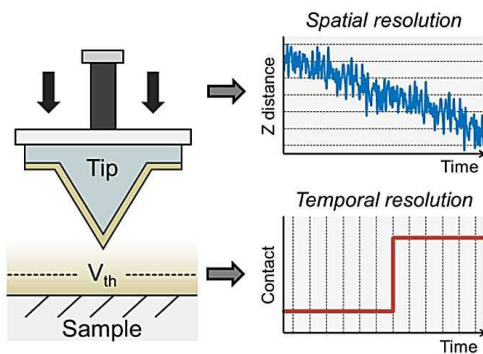 Tip
V_th
Sample
Spatial resolution
Z distance
Time
Temporal resolution
Contact
Time